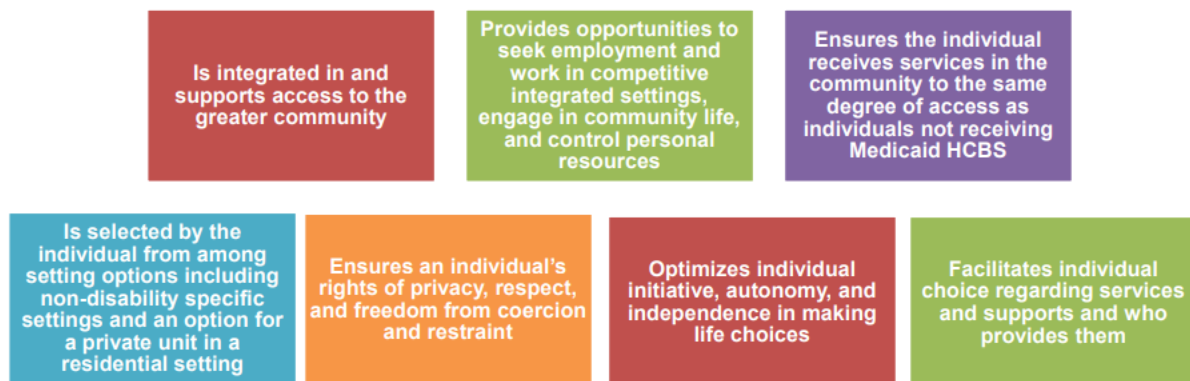 Is integrated in and
supports access to the
greater community
Provides opportunities to
seek employment and
work in competitive
integrated settings,
engage in community life,
and control personal
resources
Ensures the individual
receives services in the
community to the same
degree of access as
individuals not receiving
Medicaid HCBS
Is selected by the
individual from among
setting options including
non-disability specific
settings and an option for
a private unit in a
residential setting
Ensures an individual's
rights of privacy, respect,
and freedom from coercion
and restraint
Optimizes individual
initiative, autonomy, and
independence in making
life choices
Facilitates individual
choice regarding services
and supports and who
provides them